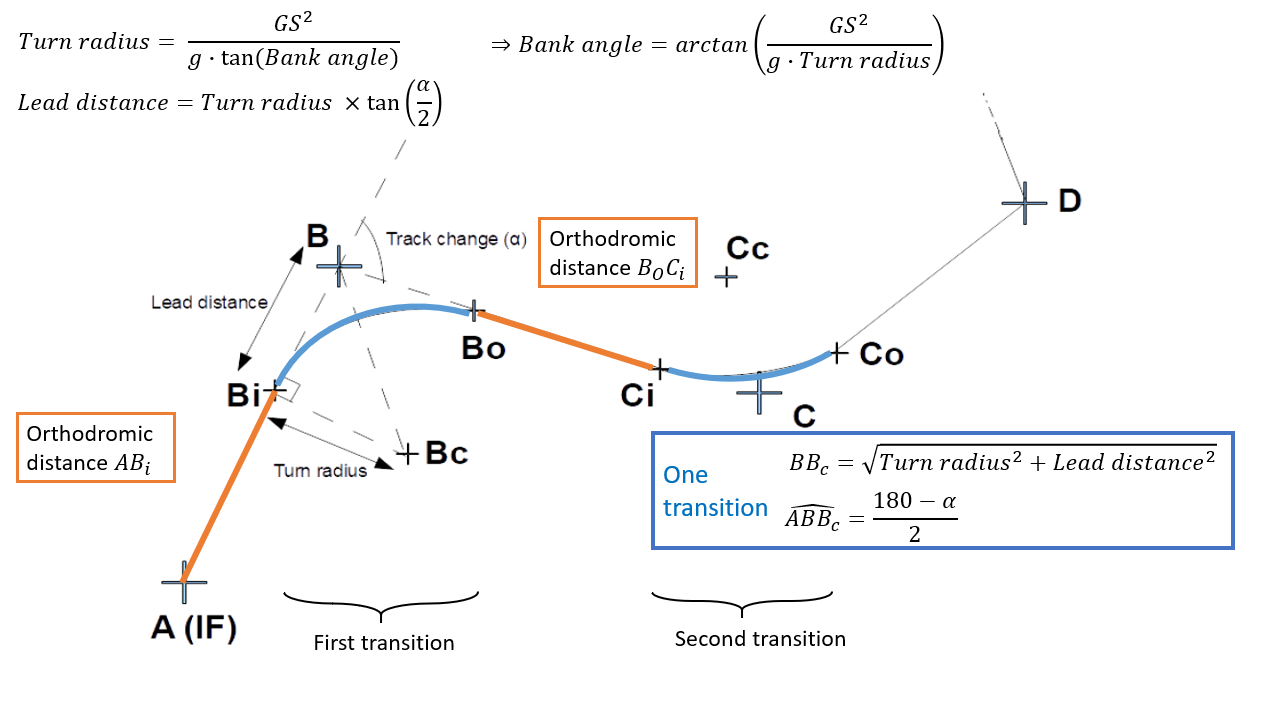 Turn radius = GS² / (g · tan(Bank angle))
⇒ Bank angle = arctan(GS² / (g · Turn radius))
Lead distance = Turn radius × tan(α/2)
D
B
Track change (α)
Orthodromic
distance B_O C_i
Cc
Lead distance
Bo
Co
Bi
Ci
C
Orthodromic
distance AB_i
Bc
Turn radius
One
transition
BB_c = √(Turn radius² + Lead distance²)
ABB_c = (180 − α) / 2
A (IF)
First transition
Second transition